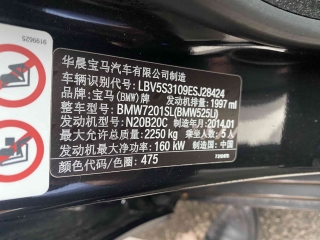 华晨宝马汽车有限公司制造
车辆识别代号: LBV5S3109ESJ28424
品牌: 宝马(BMW)牌
发动机排量: 1997 ml
整车型号: BMW7201SL(BMW525Li)
发动机型号: N20B20C 制造年月: 2014.01
最大允许总质量: 2250 kg 乘坐人数: 5 人
发动机最大净功率: 160 kW 制造国: 中国
颜色代码/色圈: 475